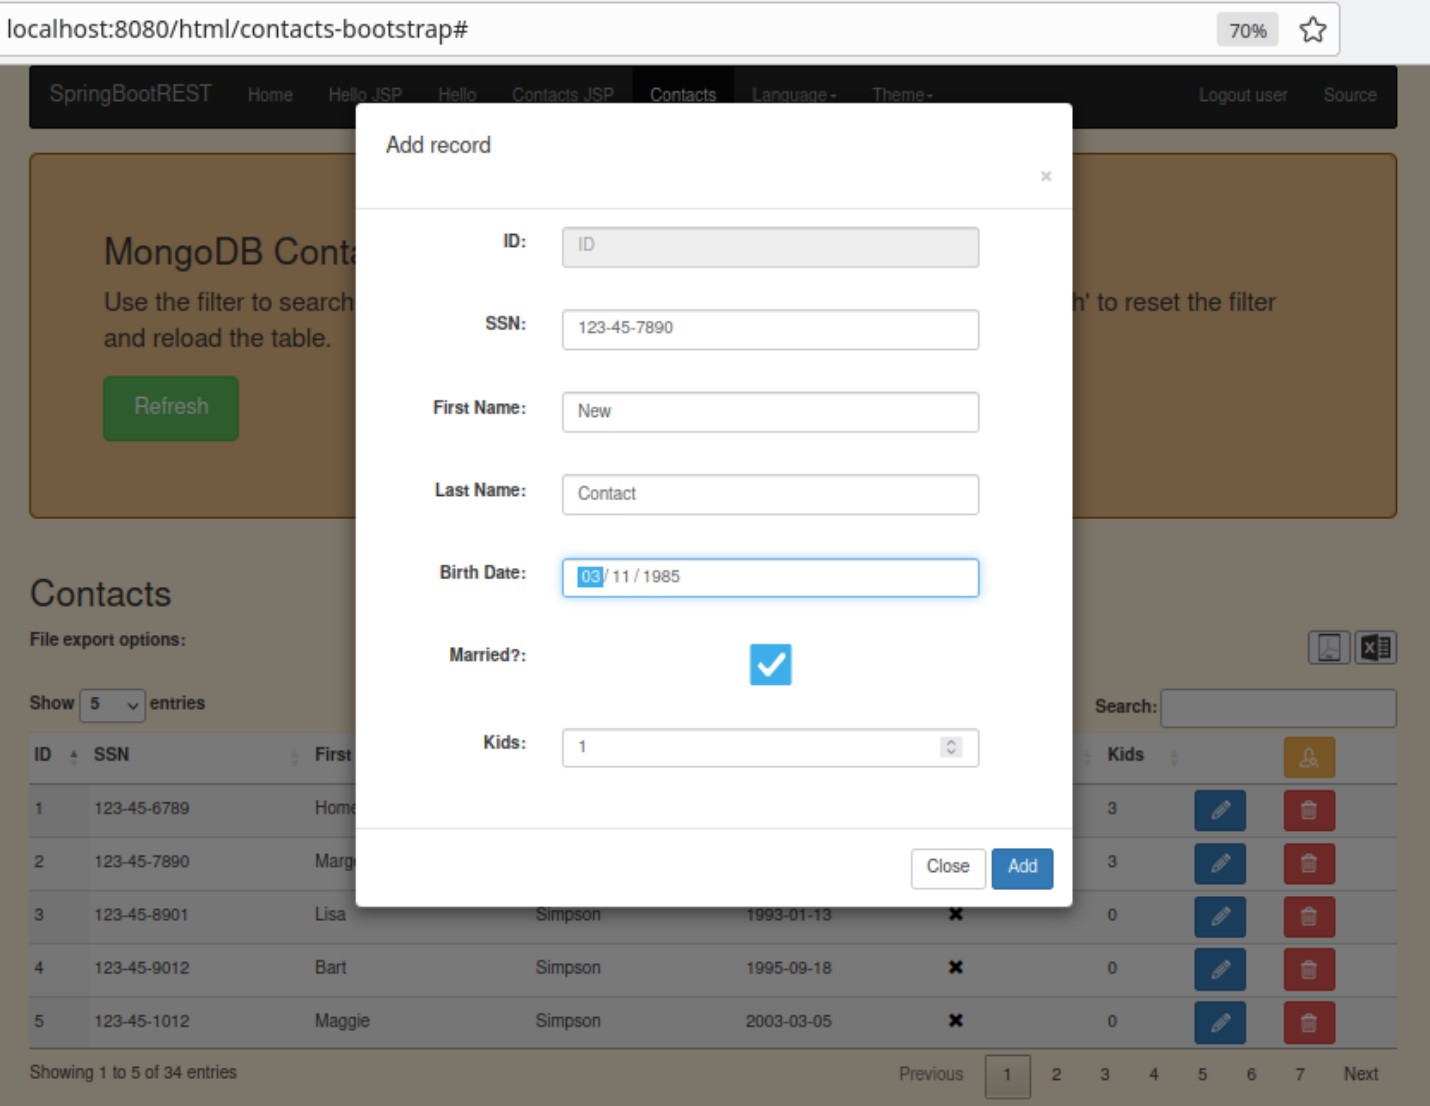 localhost:8080/html/contacts-bootstrap#
70%
SpringBootREST Home Hello JSP Hello Contacts JSP Contacts Language Theme Logout user Source
Add record
×
MongoDB
Use the filter to search h' to reset the filter
and reload the table.
Refresh
ID: ID
SSN: 123-45-7890
First Name: New
Last Name: Contact
Birth Date: 03/ 11 / 1985
Married?:
Kids: 1
Close Add
Contacts
File export options:
Show 5 entries
Search:
ID SSN First Kids
1 123-45-6789 Home 3
2 123-45-7890 Marg 3
3 123-45-8901 Lisa Simpson 1993-01-13 0
4 123-45-9012 Bart Simpson 1995-09-18 0
5 123-45-1012 Maggie Simpson 2003-03-05 0
Showing 1 to 5 of 34 entries
Previous 1 2 3 4 5 6 7 Next